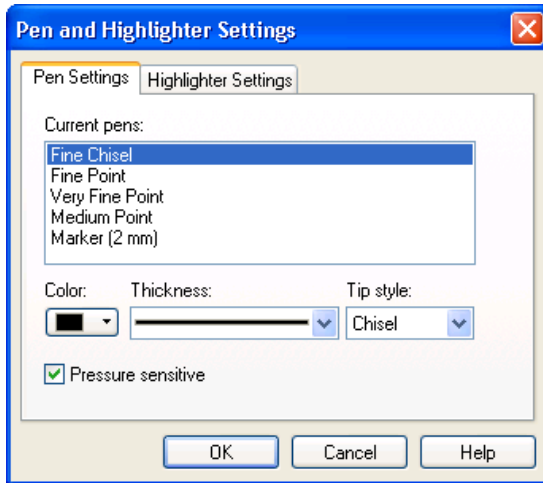 Pen and Highlighter Settings
Pen Settings Highlighter Settings
Current pens:
Fine Chisel
Fine Point
Very Fine Point
Medium Point
Marker (2 mm)
Color: Thickness: Tip style:
Chisel
Pressure sensitive
OK Cancel Help